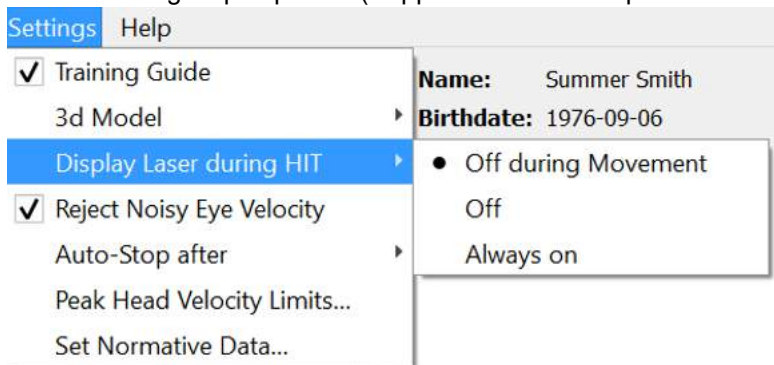 Settings Help
✓ Training Guide
Name: Summer Smith
3d Model
Birthdate: 1976-09-06
Display Laser during HIT
• Off during Movement
✓ Reject Noisy Eye Velocity
Off
Auto-Stop after
Always on
Peak Head Velocity Limits...
Set Normative Data...